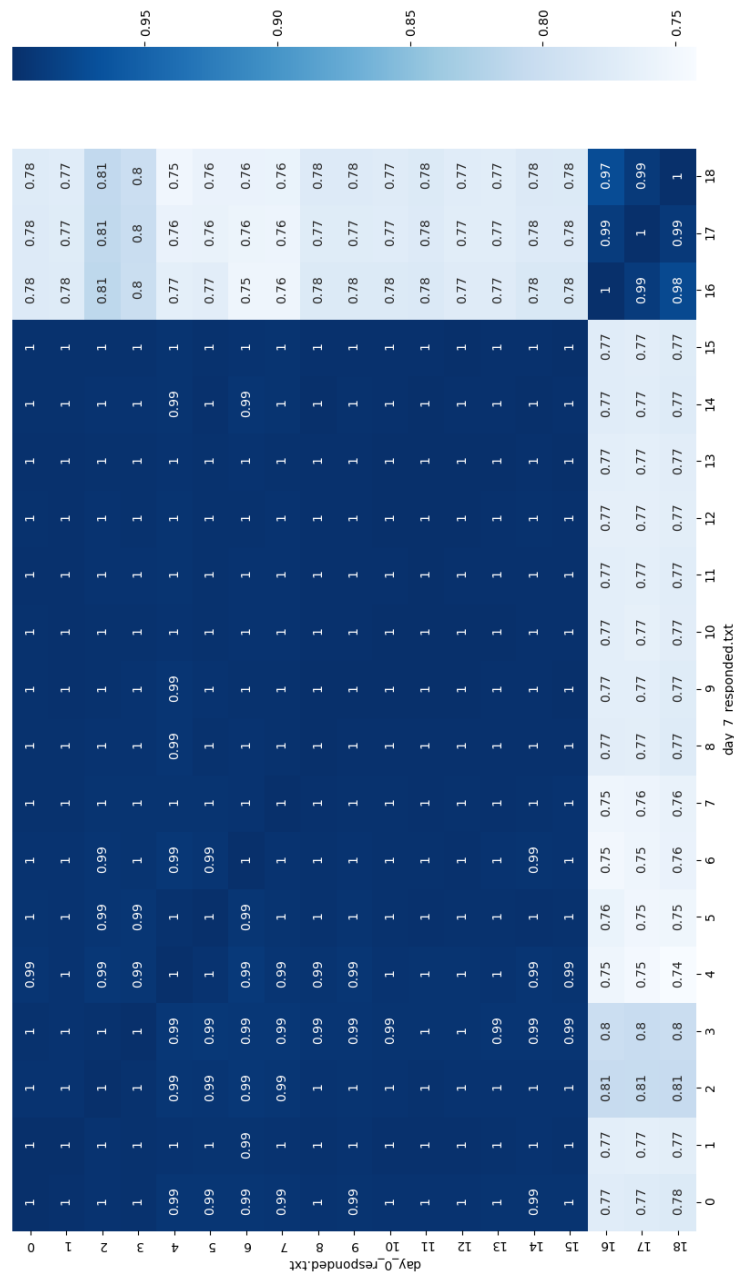 day_0_responded.txt
0 1 1 1 1 0.99 1 1 1 1 1 1 1 1 1 1 1 0.78 0.78 0.78
1 1 1 1 1 1 1 1 1 1 1 1 1 1 1 1 1 0.78 0.77 0.77
2 1 1 1 1 0.99 0.99 0.99 1 1 1 1 1 1 1 1 1 0.81 0.81 0.81
3 1 1 1 1 0.99 0.99 1 1 1 1 1 1 1 1 1 1 0.8 0.8 0.8
4 0.99 1 0.99 0.99 1 1 0.99 1 0.99 0.99 1 1 1 1 0.99 1 0.77 0.76 0.75
5 0.99 1 0.99 0.99 1 1 0.99 1 1 1 1 1 1 1 1 1 0.77 0.76 0.76
6 0.99 0.99 0.99 0.99 0.99 0.99 1 1 1 1 1 1 1 1 0.99 1 0.75 0.76 0.76
7 0.99 1 0.99 0.99 0.99 1 1 1 1 1 1 1 1 1 1 1 0.76 0.76 0.76
8 1 1 1 0.99 0.99 1 1 1 1 1 1 1 1 1 1 1 0.78 0.77 0.78
9 0.99 1 1 0.99 0.99 1 1 1 1 1 1 1 1 1 1 1 0.78 0.77 0.78
10 1 1 1 0.99 1 1 1 1 1 1 1 1 1 1 1 1 0.78 0.77 0.77
11 1 1 1 1 1 1 1 1 1 1 1 1 1 1 1 1 0.78 0.78 0.78
12 1 1 1 1 1 1 1 1 1 1 1 1 1 1 1 1 0.77 0.77 0.77
13 1 1 1 0.99 1 1 1 1 1 1 1 1 1 1 1 1 0.77 0.77 0.77
14 0.99 1 1 0.99 0.99 1 0.99 1 1 1 1 1 1 1 1 1 0.78 0.78 0.78
15 1 1 1 0.99 0.99 1 1 1 1 1 1 1 1 1 1 1 0.78 0.78 0.78
16 0.77 0.77 0.81 0.8 0.75 0.76 0.75 0.75 0.77 0.77 0.77 0.77 0.77 0.77 0.77 0.77 1 0.99 0.97
17 0.77 0.77 0.81 0.8 0.75 0.75 0.75 0.76 0.77 0.77 0.77 0.77 0.77 0.77 0.77 0.77 0.99 1 0.99
18 0.78 0.77 0.81 0.8 0.74 0.75 0.76 0.76 0.77 0.77 0.77 0.77 0.77 0.77 0.77 0.77 0.98 0.99 1
0 1 2 3 4 5 6 7 8 9 10 11 12 13 14 15 16 17 18
day_7_responded.txt
0.95
0.90
0.85
0.80
0.75